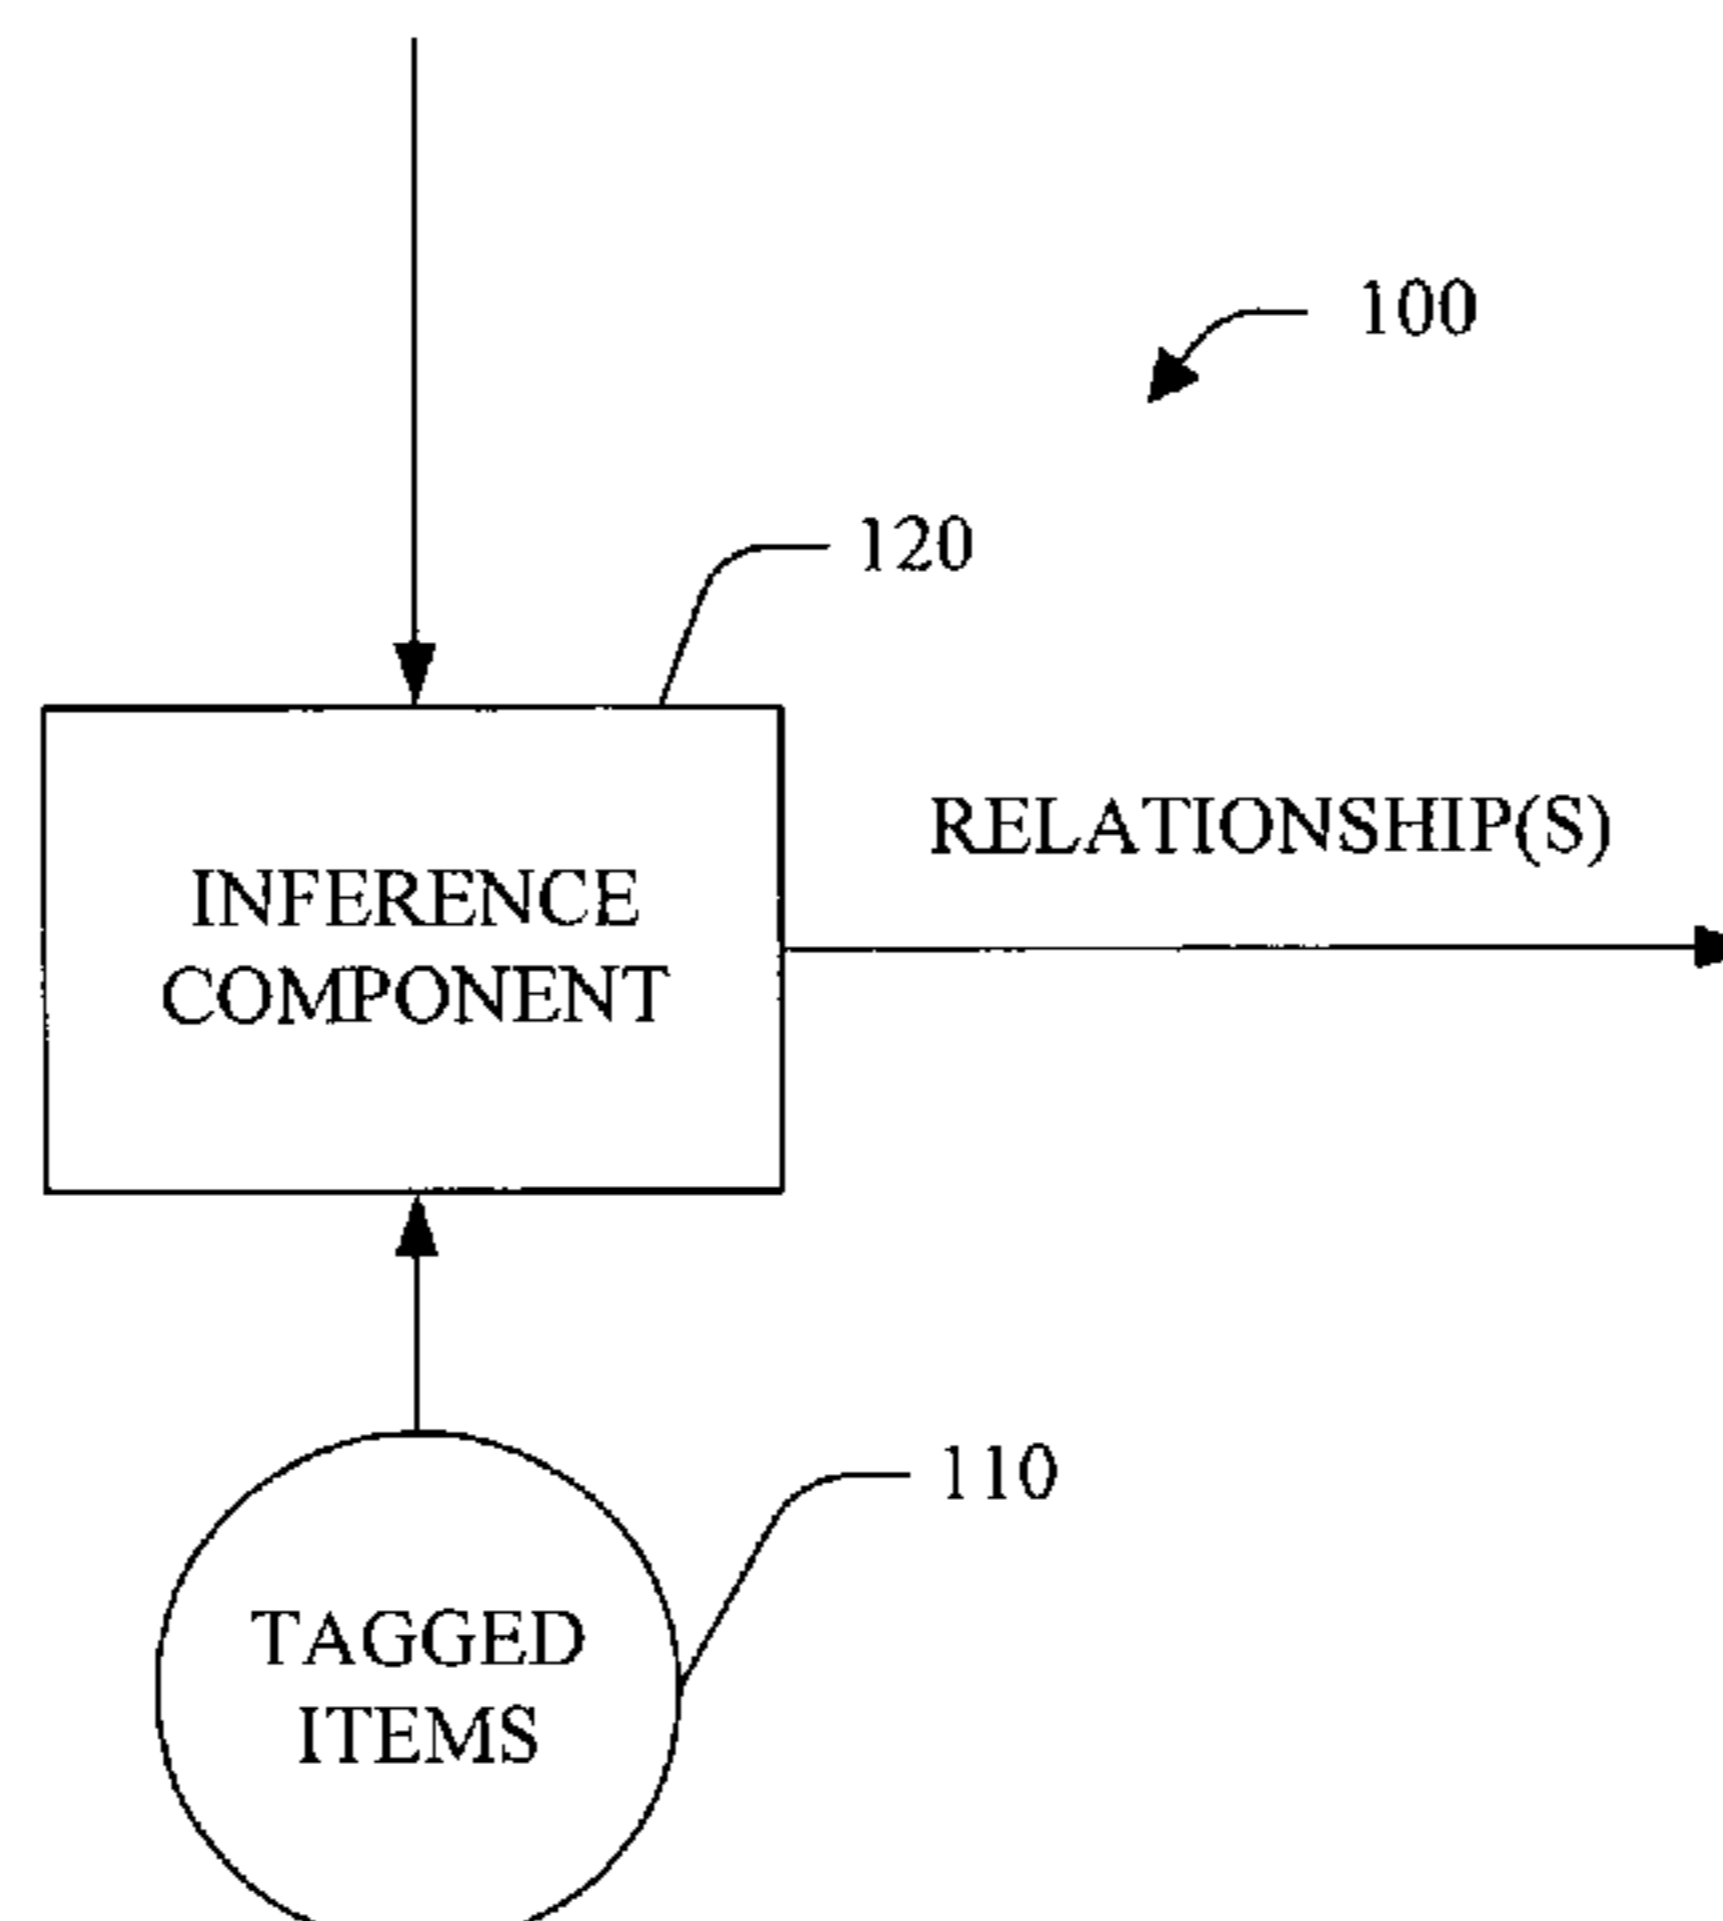 100
120
RELATIONSHIP(S)
INFERENCE
COMPONENT
110
TAGGED
ITEMS